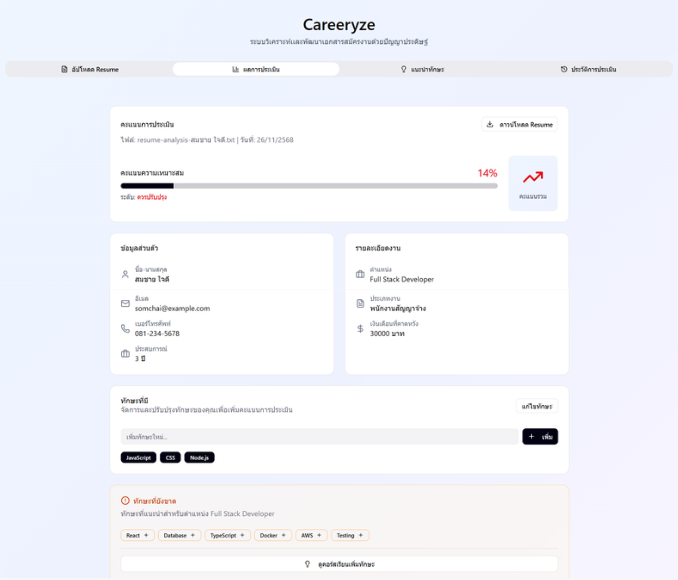 Careeryze
ระบบวิเคราะห์และพัฒนาเอกสารสมัครงานด้วยปัญญาประดิษฐ์
อัปโหลด Resume
ผลการประเมิน
แนะนำทักษะ
ประวัติการประเมิน
คะแนนการประเมิน
ดาวน์โหลด Resume
ไฟล์: resume-analysis-สมชาย ใจดี.txt | วันที่: 26/11/2568
คะแนนความเหมาะสม
14%
ระดับ: ควรปรับปรุง
คะแนนรวม
ข้อมูลส่วนตัว
ชื่อ-นามสกุล
สมชาย ใจดี
อีเมล
somchai@example.com
เบอร์โทรศัพท์
081-234-5678
ประสบการณ์
3 ปี
รายละเอียดงาน
ตำแหน่ง
Full Stack Developer
ประเภทงาน
พนักงานสัญญาจ้าง
เงินเดือนที่คาดหวัง
30000 บาท
ทักษะที่มี
จัดการและปรับปรุงทักษะของคุณเพื่อเพิ่มคะแนนการประเมิน
แก้ไขทักษะ
เพิ่มทักษะใหม่...
+ เพิ่ม
JavaScript
CSS
Node.js
ทักษะที่ยังขาด
ทักษะที่แนะนำสำหรับตำแหน่ง Full Stack Developer
React +
Database +
TypeScript +
Docker +
AWS +
Testing +
ดูคอร์สเรียนเพิ่มทักษะ